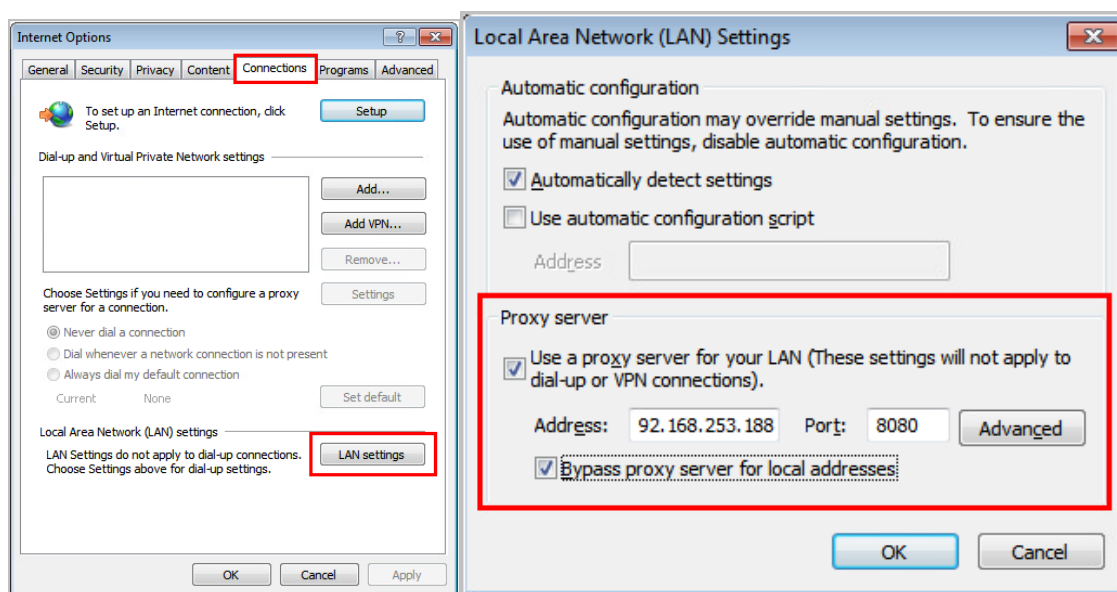 Internet Options
General Security Privacy Content Connections Programs Advanced
To set up an Internet connection, click
Setup.
Setup
Dial-up and Virtual Private Network settings
Add...
Add VPN...
Remove...
Choose Settings if you need to configure a proxy
server for a connection.
Settings
Never dial a connection
Dial whenever a network connection is not present
Always dial my default connection
Current None
Set default
Local Area Network (LAN) settings
LAN Settings do not apply to dial-up connections.
Choose Settings above for dial-up settings.
LAN settings
OK Cancel Apply
Local Area Network (LAN) Settings
Automatic configuration
Automatic configuration may override manual settings. To ensure the
use of manual settings, disable automatic configuration.
Automatically detect settings
Use automatic configuration script
Address
Proxy server
Use a proxy server for your LAN (These settings will not apply to
dial-up or VPN connections).
Address: 92.168.253.188 Port: 8080 Advanced
Bypass proxy server for local addresses
OK Cancel